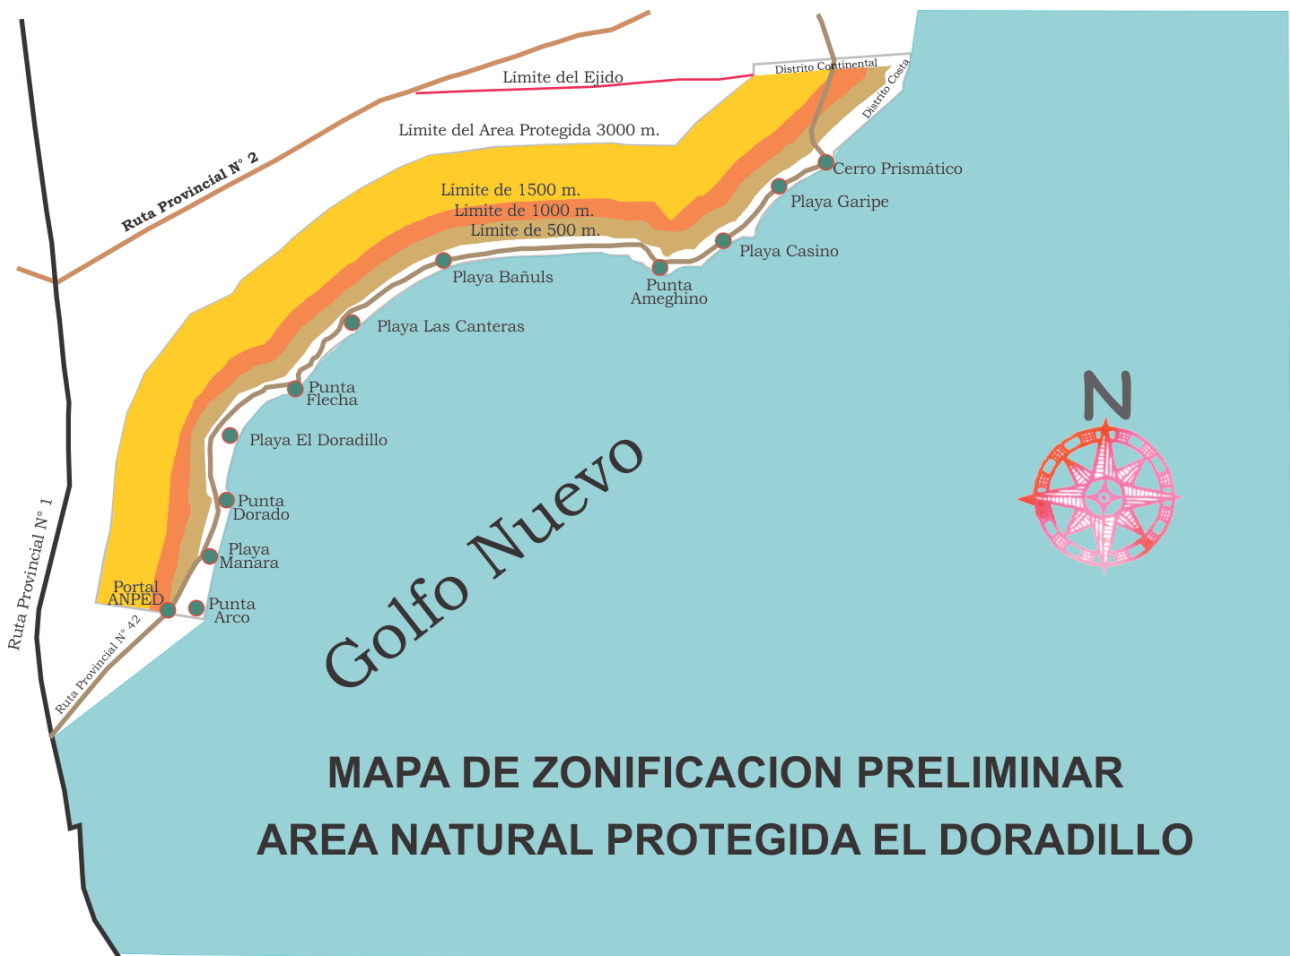 Distrito Continental
Límite del Ejido
Distrito Costa
Límite del Area Protegida 3000 m.
Ruta Provincial N° 2
Cerro Prismático
Límite de 1500 m.
Playa Garipe
Límite de 1000 m.
Límite de 500 m.
Playa Casino
Playa Bañuls
Punta
Ameghino
Playa Las Canteras
Punta
Flecha
N
Playa El Doradillo
Punta
Dorado
Golfo Nuevo
Playa
Manara
Ruta Provincial N° 1
Portal
ANPED
Punta
Arco
Ruta Provincial N° 42
MAPA DE ZONIFICACION PRELIMINAR
AREA NATURAL PROTEGIDA EL DORADILLO